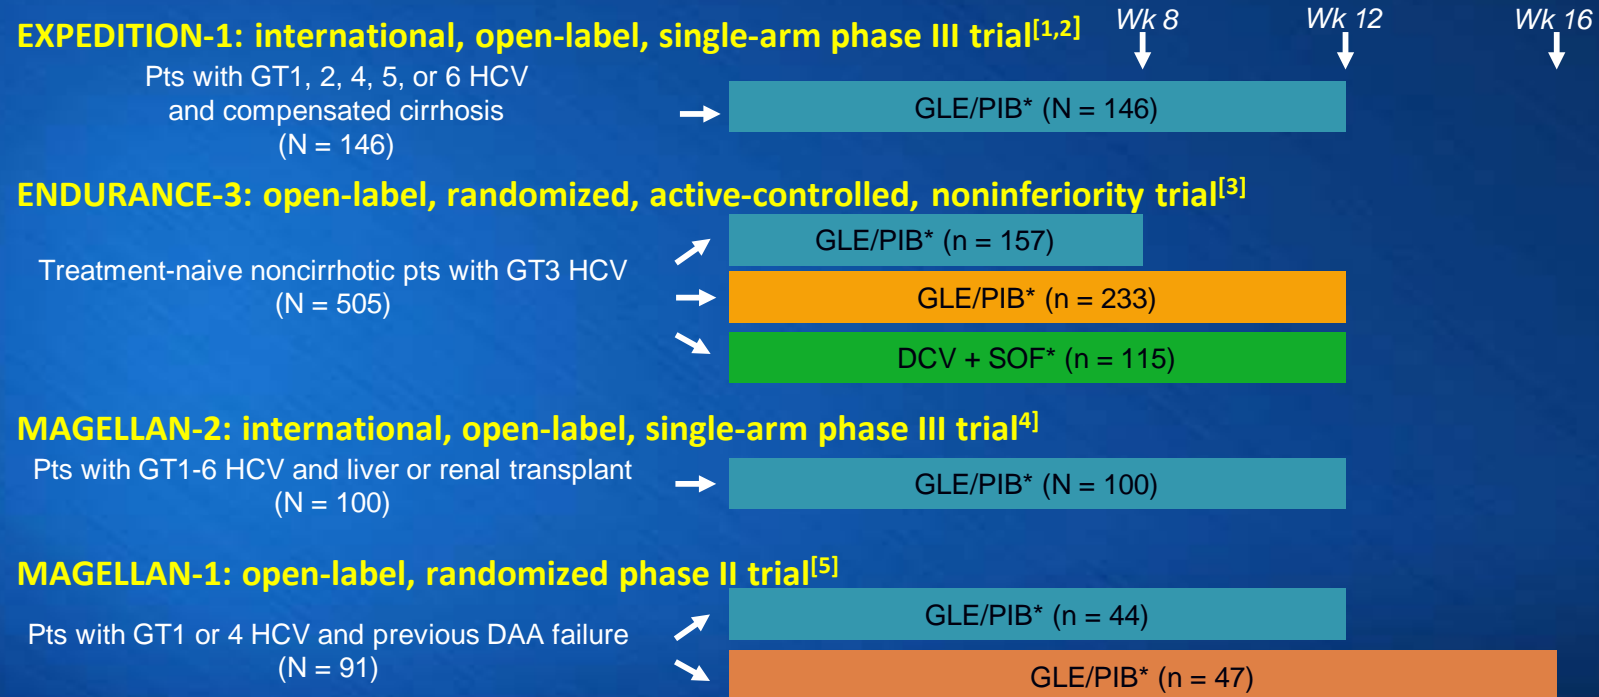 Wk 8 Wk 12 Wk 16
EXPEDITION-1: international, open-label, single-arm phase III trial[1,2]
Pts with GT1, 2, 4, 5, or 6 HCV
and compensated cirrhosis
(N = 146)
GLE/PIB* (N = 146)
ENDURANCE-3: open-label, randomized, active-controlled, noninferiority trial[3]
Treatment-naive noncirrhotic pts with GT3 HCV
(N = 505)
GLE/PIB* (n = 157)
GLE/PIB* (n = 233)
DCV + SOF* (n = 115)
MAGELLAN-2: international, open-label, single-arm phase III trial4]
Pts with GT1-6 HCV and liver or renal transplant
(N = 100)
GLE/PIB* (N = 100)
MAGELLAN-1: open-label, randomized phase II trial[5]
Pts with GT1 or 4 HCV and previous DAA failure
(N = 91)
GLE/PIB* (n = 44)
GLE/PIB* (n = 47)